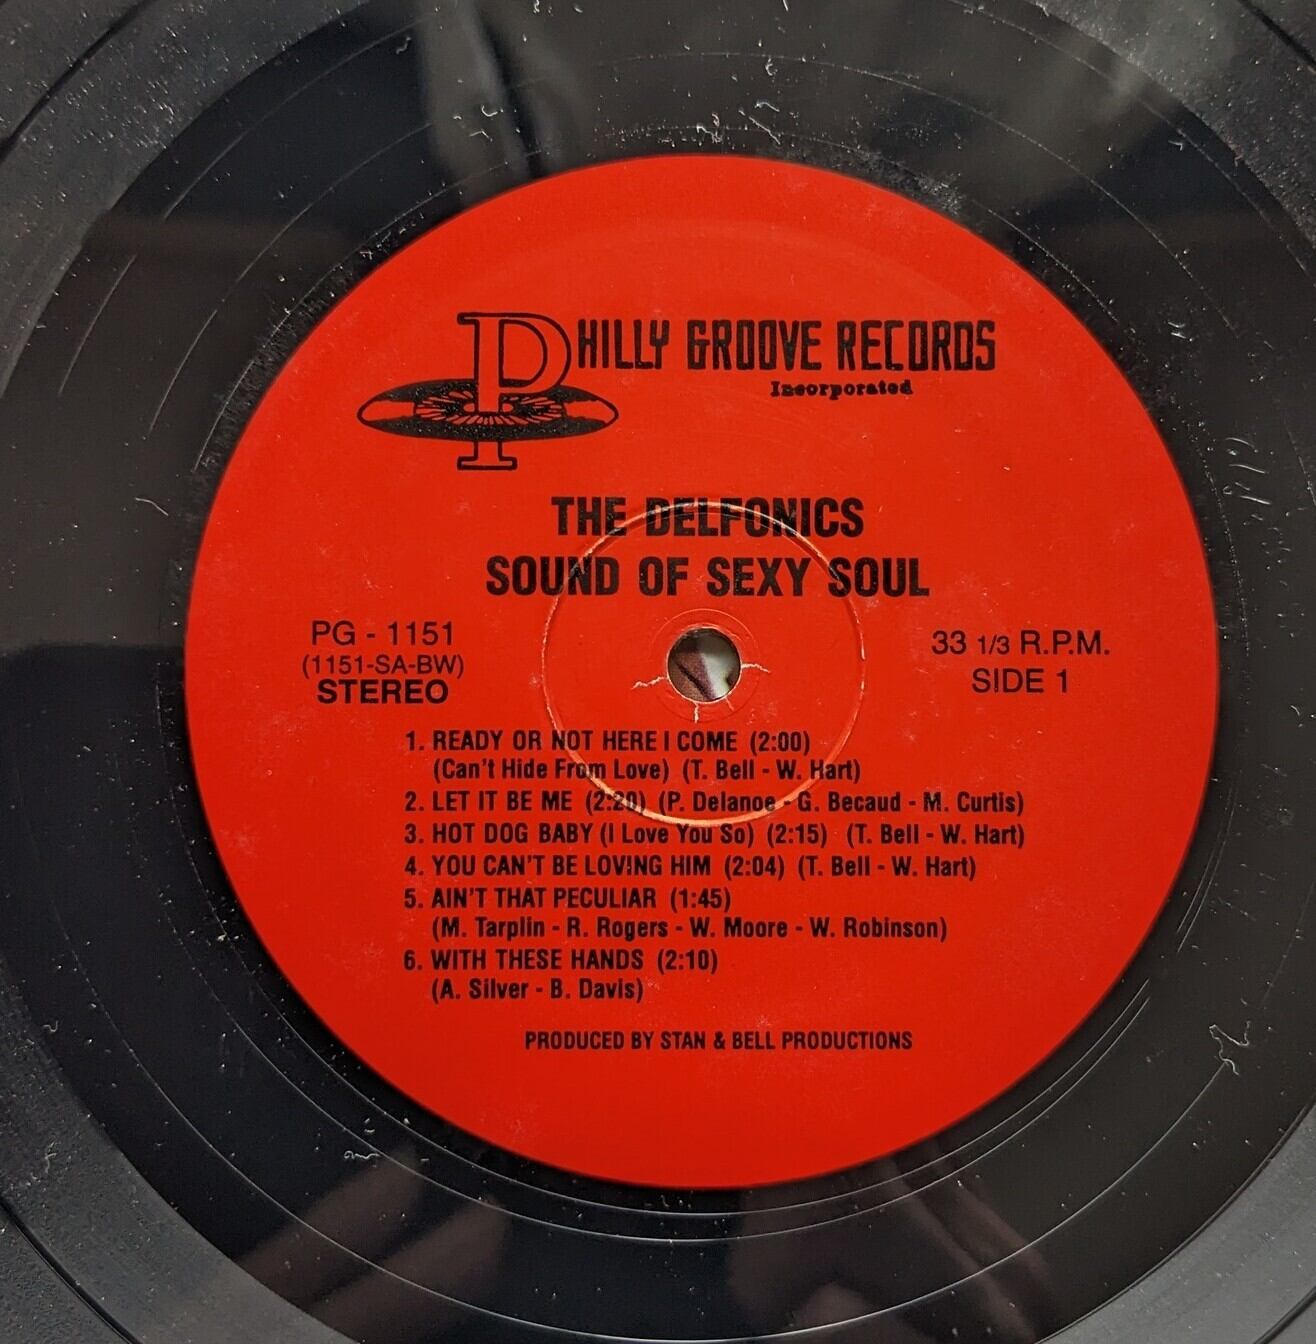 PHILLY GROOVE RECORDS
Incorporated
THE DELFONICS
SOUND OF SEXY SOUL
PG - 1151
(1151-SA-BW)
STEREO
33 1/3 R.P.M.
SIDE 1
1. READY OR NOT HERE I COME (2:00)
(Can't Hide From Love) (T. Bell - W. Hart)
2. LET IT BE ME (2:20) (P. Delanoe - G. Becaud - M. Curtis)
3. HOT DOG BABY (I Love You So) (2:15) (T. Bell - W. Hart)
4. YOU CAN'T BE LOVING HIM (2:04) (T. Bell - W. Hart)
5. AIN'T THAT PECULIAR (1:45)
(M. Tarplin - R. Rogers - W. Moore - W. Robinson)
6. WITH THESE HANDS (2:10)
(A. Silver - B. Davis)
PRODUCED BY STAN & BELL PRODUCTIONS